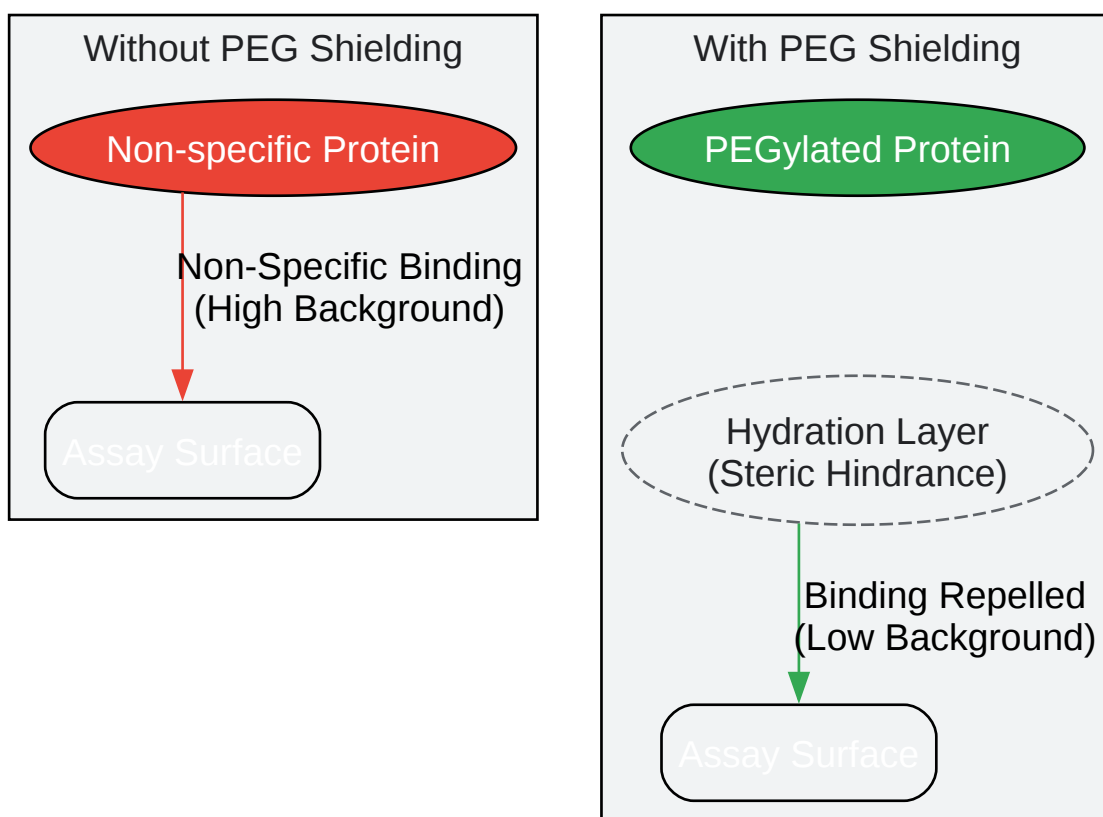 Without PEG Shielding
Non-specific Protein
Non-Specific Binding
(High Background)
Assay Surface
With PEG Shielding
PEGylated Protein
Hydration Layer
(Steric Hindrance)
Binding Repelled
(Low Background)
Assay Surface